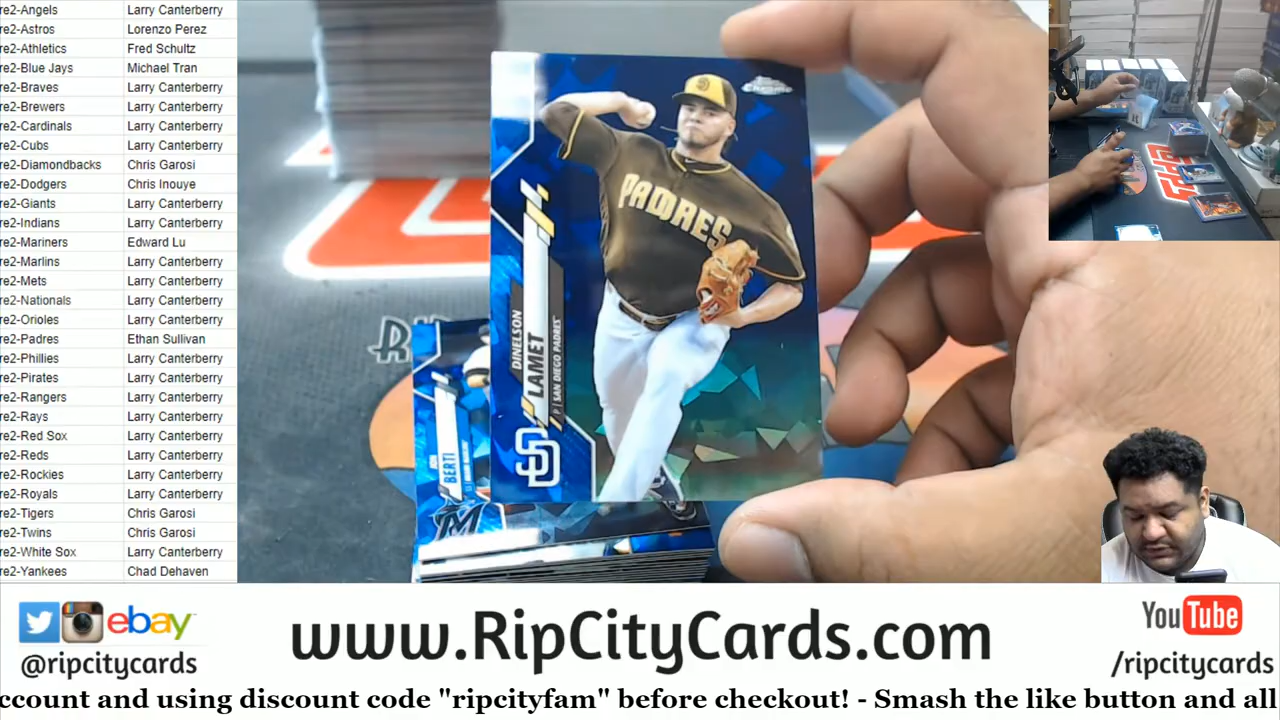 re2-Angels Larry Canterberry
re2-Astros Lorenzo Perez
re2-Athletics Fred Schultz
re2-Blue Jays Michael Tran
re2-Braves Larry Canterberry
re2-Brewers Larry Canterberry
re2-Cardinals Larry Canterberry
re2-Cubs Larry Canterberry
re2-Diamondbacks Chris Garosi
re2-Dodgers Chris Inouye
re2-Giants Larry Canterberry
re2-Indians Larry Canterberry
re2-Mariners Edward Lu
re2-Marlins Larry Canterberry
re2-Mets Larry Canterberry
re2-Nationals Larry Canterberry
re2-Orioles Larry Canterberry
re2-Padres Ethan Sullivan
re2-Phillies Larry Canterberry
re2-Pirates Larry Canterberry
re2-Rangers Larry Canterberry
re2-Rays Larry Canterberry
re2-Red Sox Larry Canterberry
re2-Reds Larry Canterberry
re2-Rockies Larry Canterberry
re2-Royals Larry Canterberry
re2-Tigers Chris Garosi
re2-Twins Chris Garosi
re2-White Sox Larry Canterberry
re2-Yankees Chad Dehaven
CHROME
PADRES
DINELSON
LAMET
P | SAN DIEGO PADRES
SD
BERTI
M
TOPPS
ebay
@ripcitycards
www.RipCityCards.com
YouTube
/ripcitycards
ccount and using discount code "ripcityfam" before checkout! - Smash the like button and all